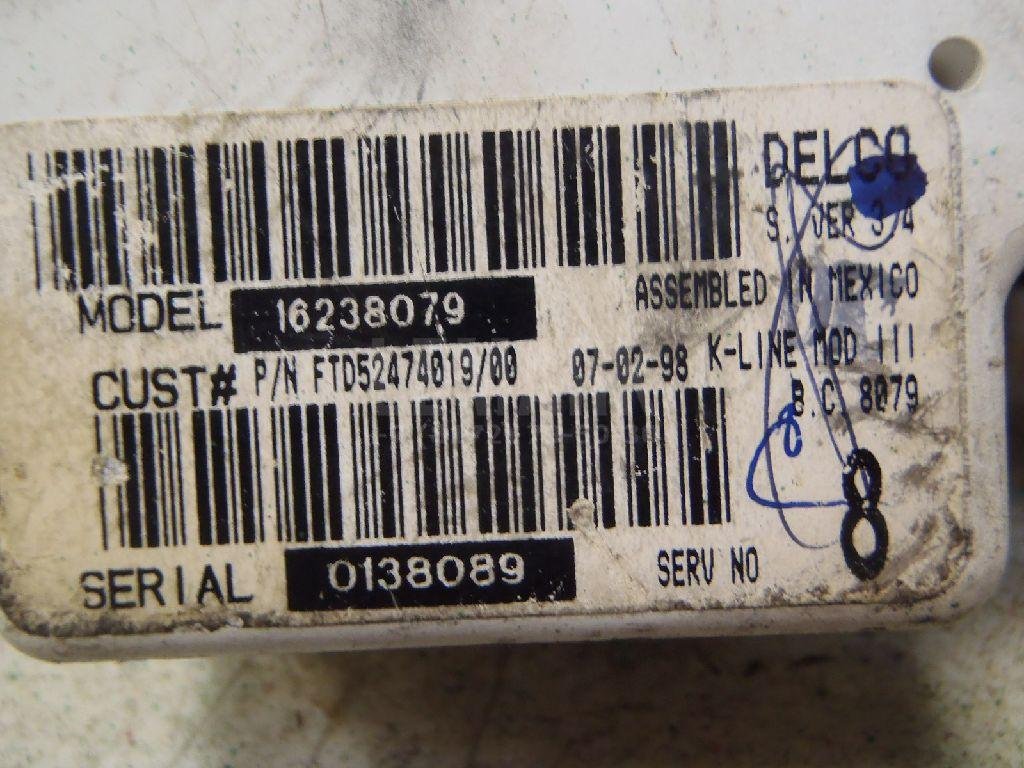 DELCO
S. VER 3/4
ASSEMBLED IN MEXICO
MODEL 16238079
K-LINE MOD III
CUST# P/N FTD52474019/00 07-02-98
B.C. 8079
8
SERIAL 0138089 SERV NO